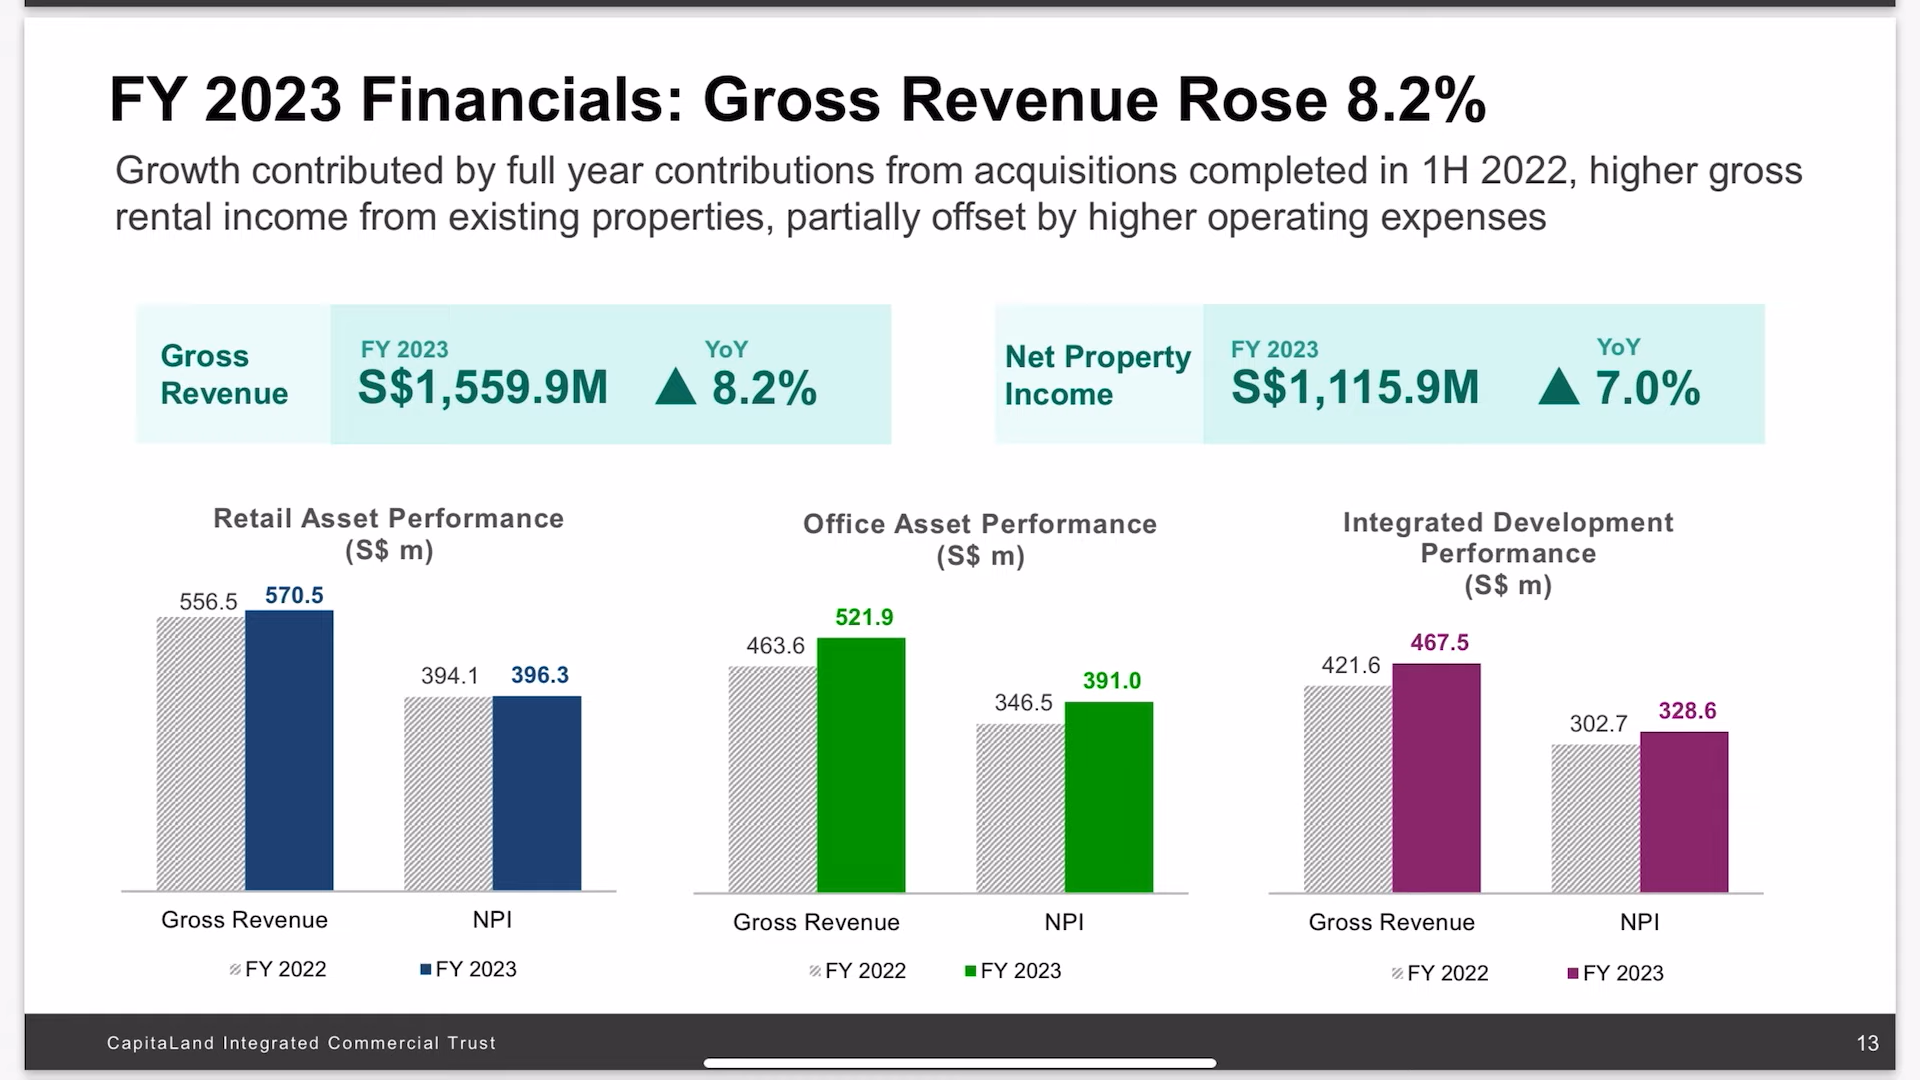 FY 2023 Financials: Gross Revenue Rose 8.2%
Growth contributed by full year contributions from acquisitions completed in 1H 2022, higher gross
rental income from existing properties, partially offset by higher operating expenses
Gross
Revenue
FY 2023
YoY
S$1,559.9M ▲ 8.2%
Net Property
Income
FY 2023
YoY
S$1,115.9M ▲ 7.0%
Retail Asset Performance
(S$ m)
556.5
570.5
394.1
396.3
Gross Revenue
NPI
FY 2022
FY 2023
Office Asset Performance
(S$ m)
463.6
521.9
346.5
391.0
Gross Revenue
NPI
FY 2022
FY 2023
Integrated Development
Performance
(S$ m)
421.6
467.5
302.7
328.6
Gross Revenue
NPI
FY 2022
FY 2023
CapitaLand Integrated Commercial Trust
13